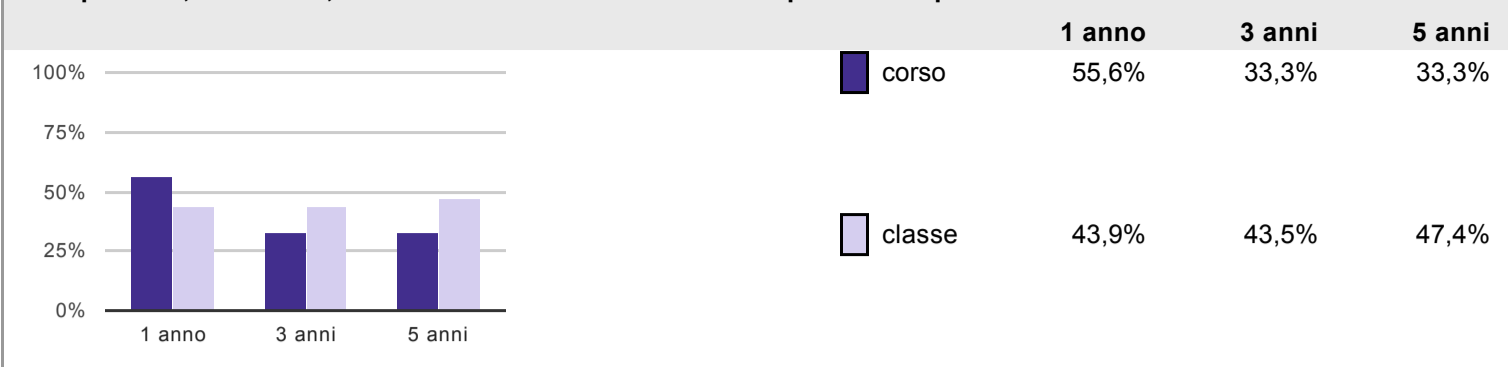 1 anno 3 anni 5 anni
100%
75%
50%
25%
0%
1 anno 3 anni 5 anni
corso 55,6% 33,3% 33,3%
classe 43,9% 43,5% 47,4%